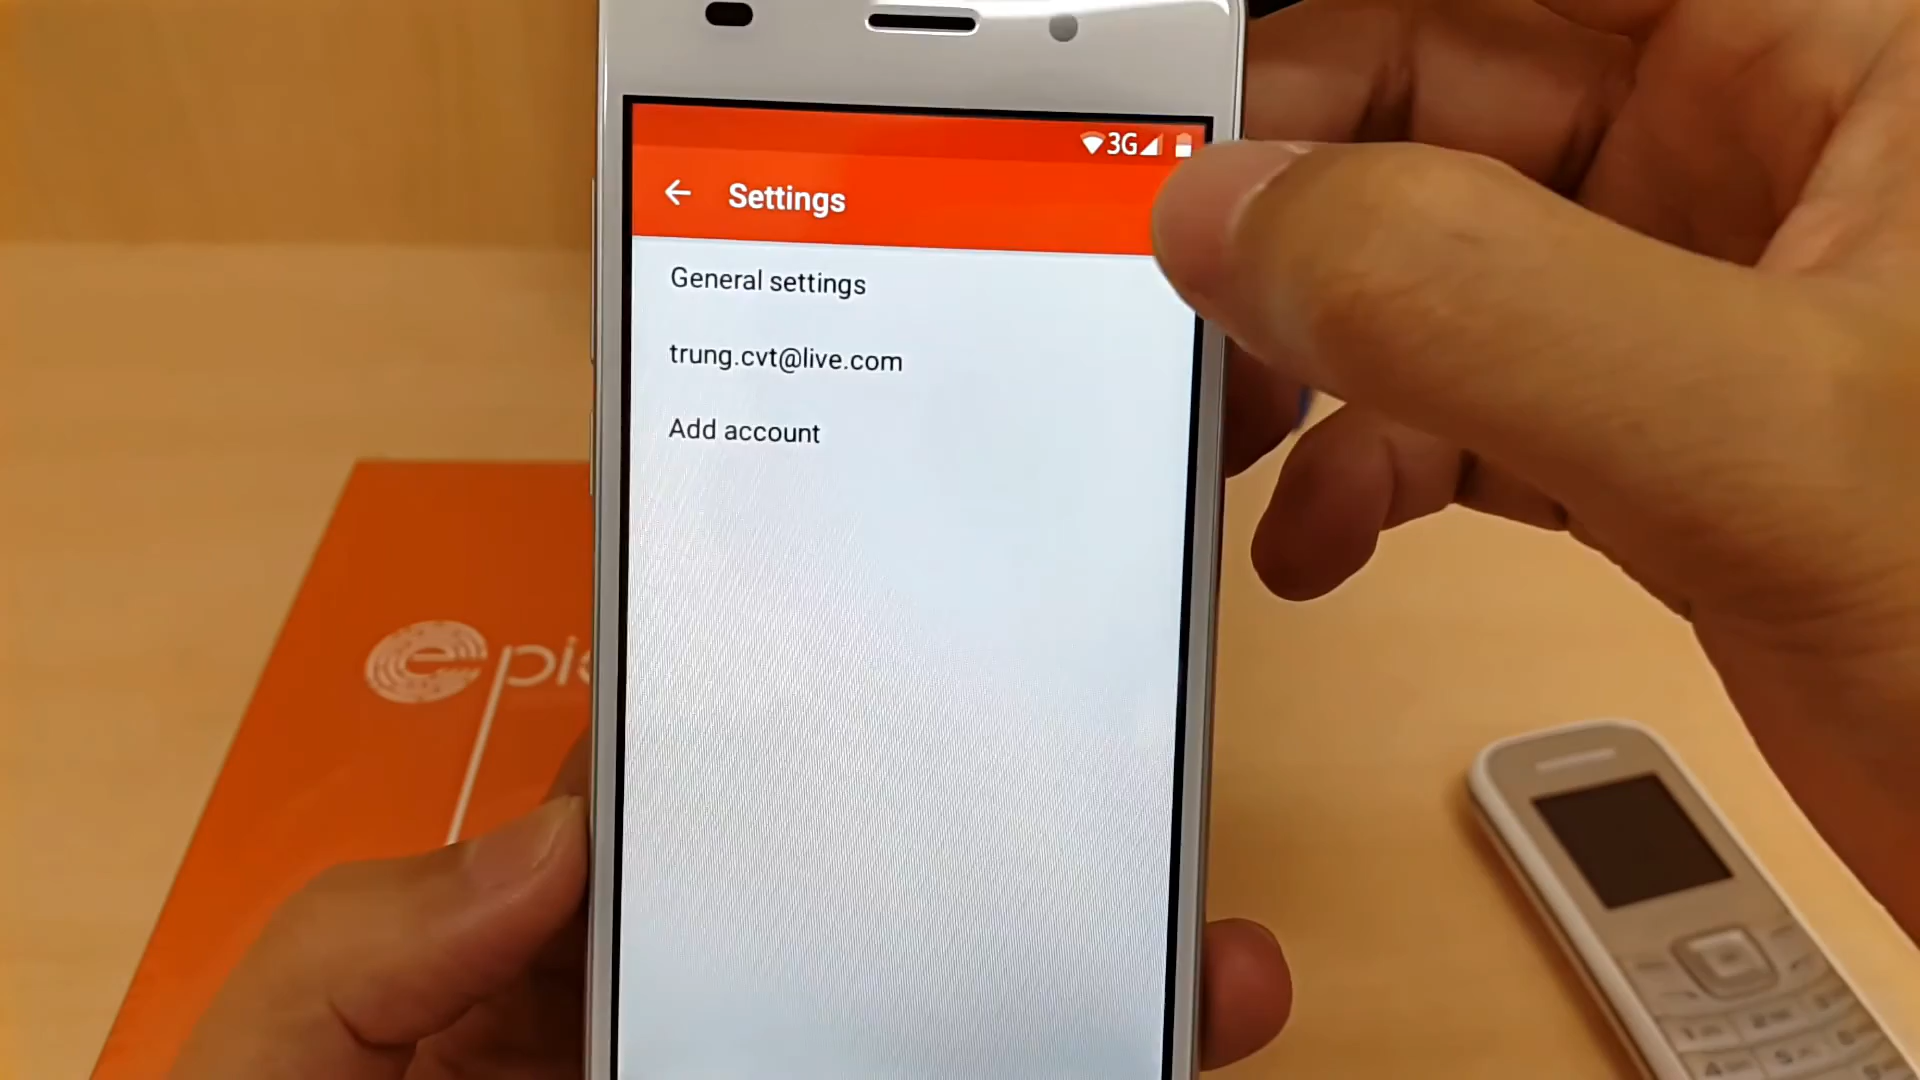 3G
Settings
General settings
trung.cvt@live.com
Add account
epi